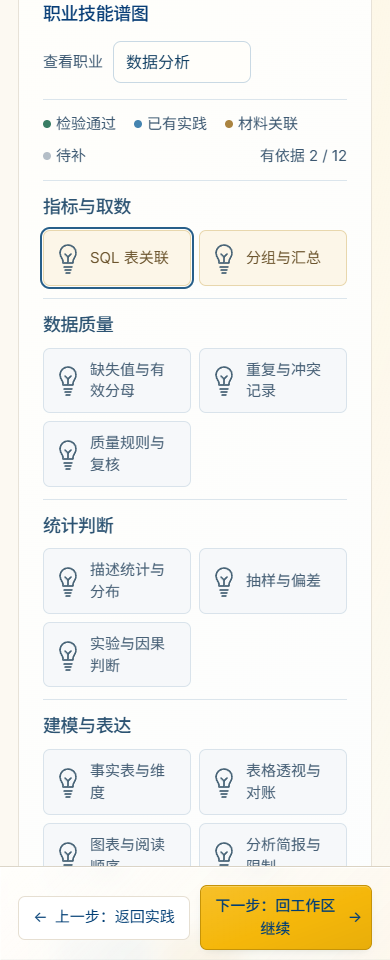 职业技能谱图
查看职业 数据分析
检验通过 已有实践 材料关联
待补 有依据 2 / 12
指标与取数
SQL 表关联 分组与汇总
数据质量
缺失值与有
效分母
重复与冲突
记录
质量规则与
复核
统计判断
描述统计与
分布
抽样与偏差
实验与因果
判断
建模与表达
事实表与维
度
表格透视与
对账
图表与阅读
顺序
分析简报与
限制
← 上一步：返回实践
下一步：回工作区
继续 →